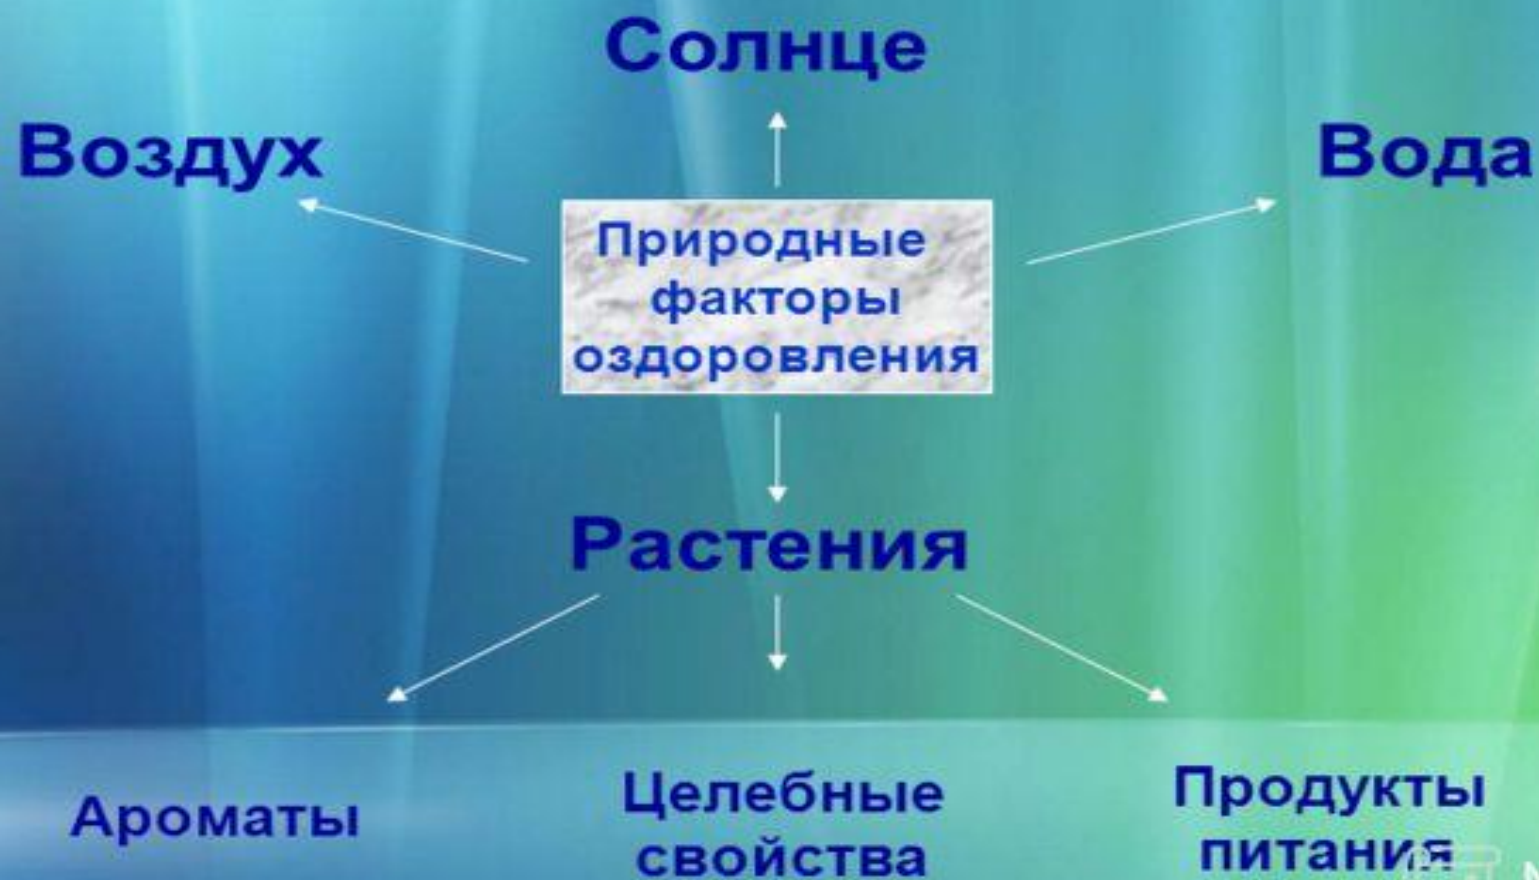 Солнце
Воздух
Вода
Природные
факторы
оздоровления
Растения
Ароматы
Целебные
свойства
Продукты
питания